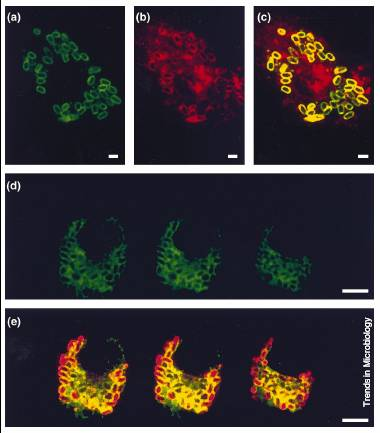 (a)
(b)
(c)
(d)
(e)
Trends in Microbiology